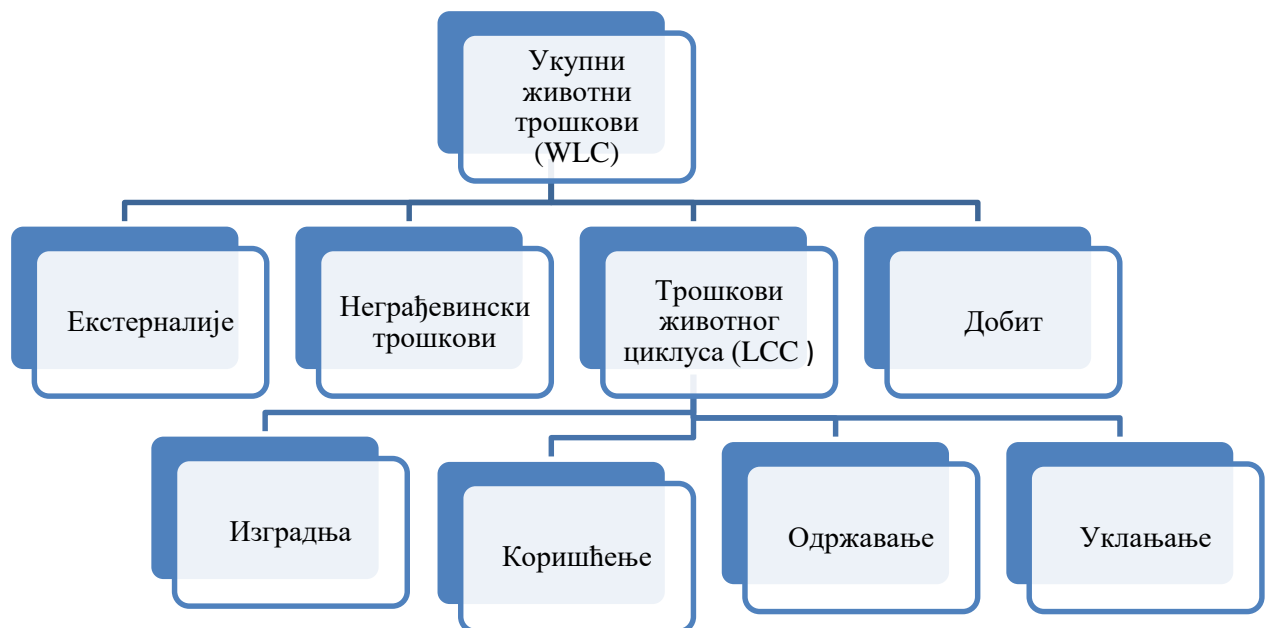 Укупни
животни
трошкови
(WLC)
Екстерналије
Неграђевински
трошкови
Трошкови
животног
циклуса (LCC )
Добит
Изградња
Коришћење
Одржавање
Уклањање